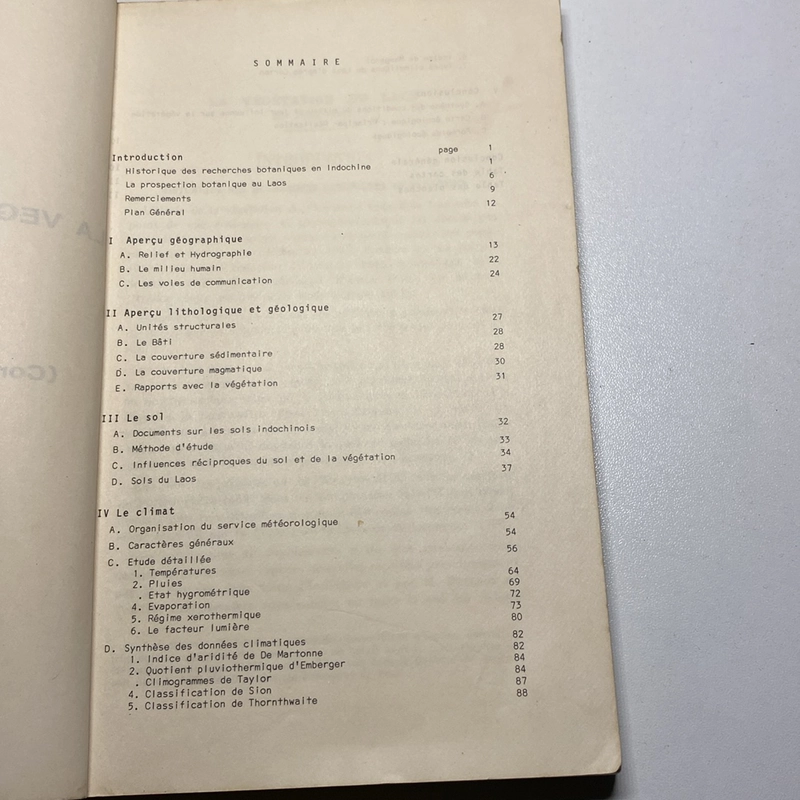 SOMMAIRE
Introduction page 1
Historique des recherches botaniques en Indochine 1
La prospection botanique au Laos 6
Remerciements 9
Plan Général 12
I Aperçu géographique
A. Relief et Hydrographie 13
B. Le milieu humain 22
C. Les voies de communication 24
II Aperçu lithologique et géologique
A. Unités structurales 27
B. Le Bâti 28
C. La couverture sédimentaire 28
D. La couverture magmatique 30
E. Rapports avec la végétation 31
III Le sol
A. Documents sur les sols indochinois 32
B. Méthode d'étude 33
C. Influences réciproques du sol et de la végétation 34
D. Sols du Laos 37
IV Le climat
A. Organisation du service météorologique 54
B. Caractères généraux 54
C. Etude détaillée 56
1. Températures
2. Pluies 64
. Etat hygrométrique 69
4. Evaporation 72
5. Régime xerothermique 73
6. Le facteur lumière 80
D. Synthèse des données climatiques 82
1. Indice d'aridité de De Martonne 82
2. Quotient pluviothermique d'Emberger 84
. Climogrammes de Taylor 84
4. Classification de Sion 87
5. Classification de Thornthwaite 88